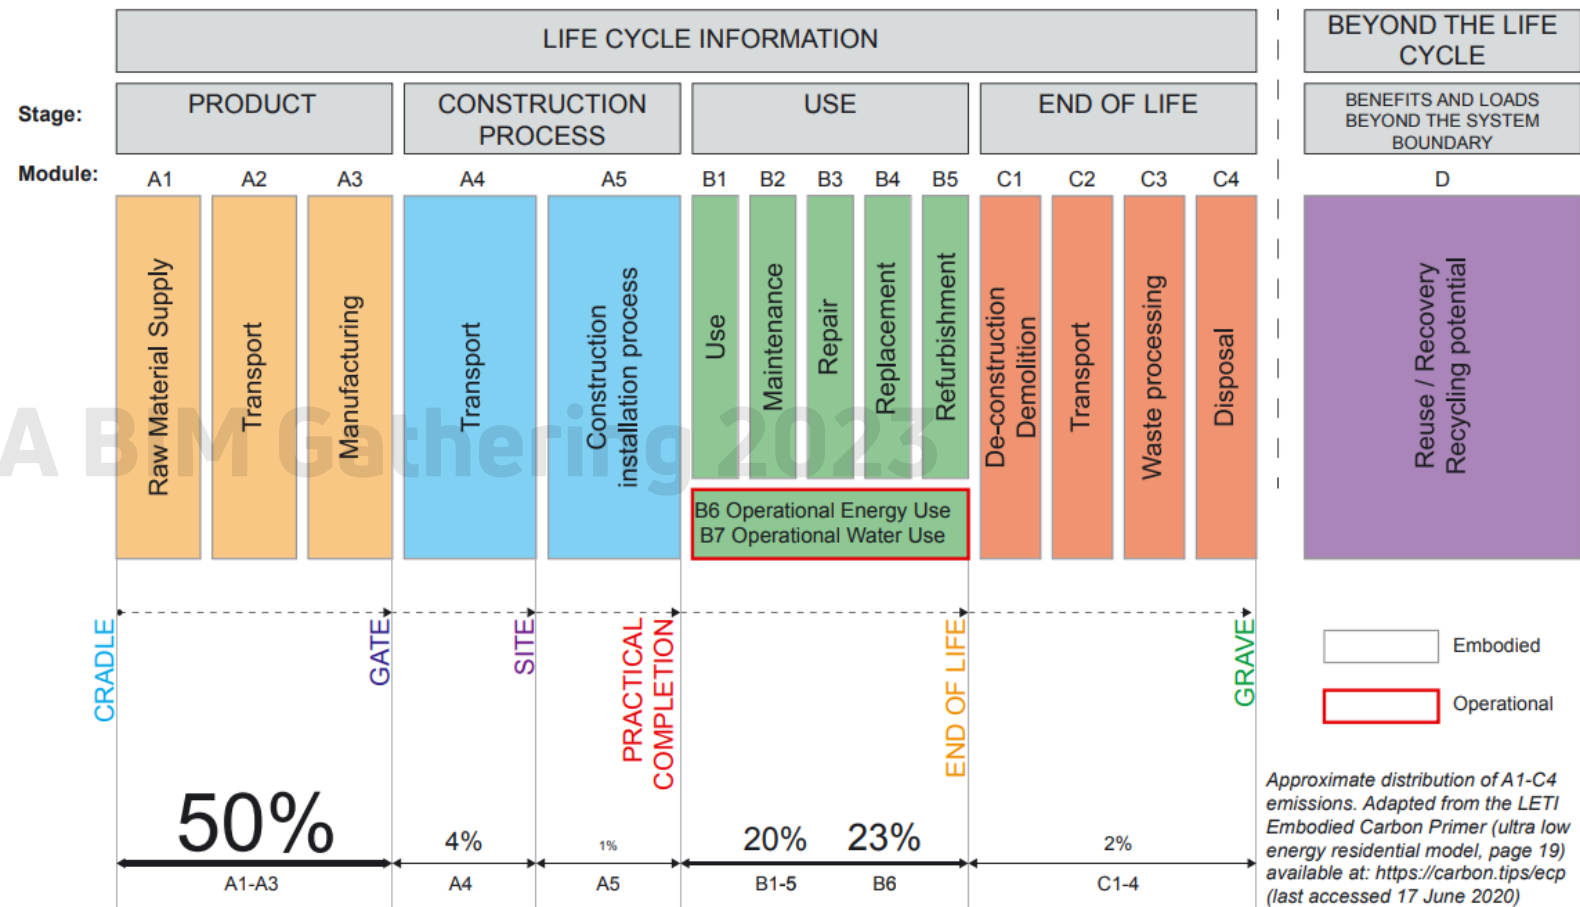 LIFE CYCLE INFORMATION
BEYOND THE LIFE
CYCLE
Stage:
PRODUCT
CONSTRUCTION
PROCESS
USE
END OF LIFE
BENEFITS AND LOADS
BEYOND THE SYSTEM
BOUNDARY
Module:
A1
A2
A3
A4
A5
B1
B2
B3
B4
B5
C1
C2
C3
C4
D
Raw Material Supply
Transport
Manufacturing
Transport
Construction
installation process
Use
Maintenance
Repair
Replacement
Refurbishment
De-construction
Demolition
Transport
Waste processing
Disposal
Reuse / Recovery
Recycling potential
A BIM Gathering 2023
B6 Operational Energy Use
B7 Operational Water Use
CRADLE
GATE
SITE
PRACTICAL
COMPLETION
END OF LIFE
GRAVE
Embodied
Operational
50%
4%
1%
20%
23%
2%
A1-A3
A4
A5
B1-5
B6
C1-4
Approximate distribution of A1-C4
emissions. Adapted from the LETI
Embodied Carbon Primer (ultra low
energy residential model, page 19)
available at: https://carbon.tips/ecp
(last accessed 17 June 2020)